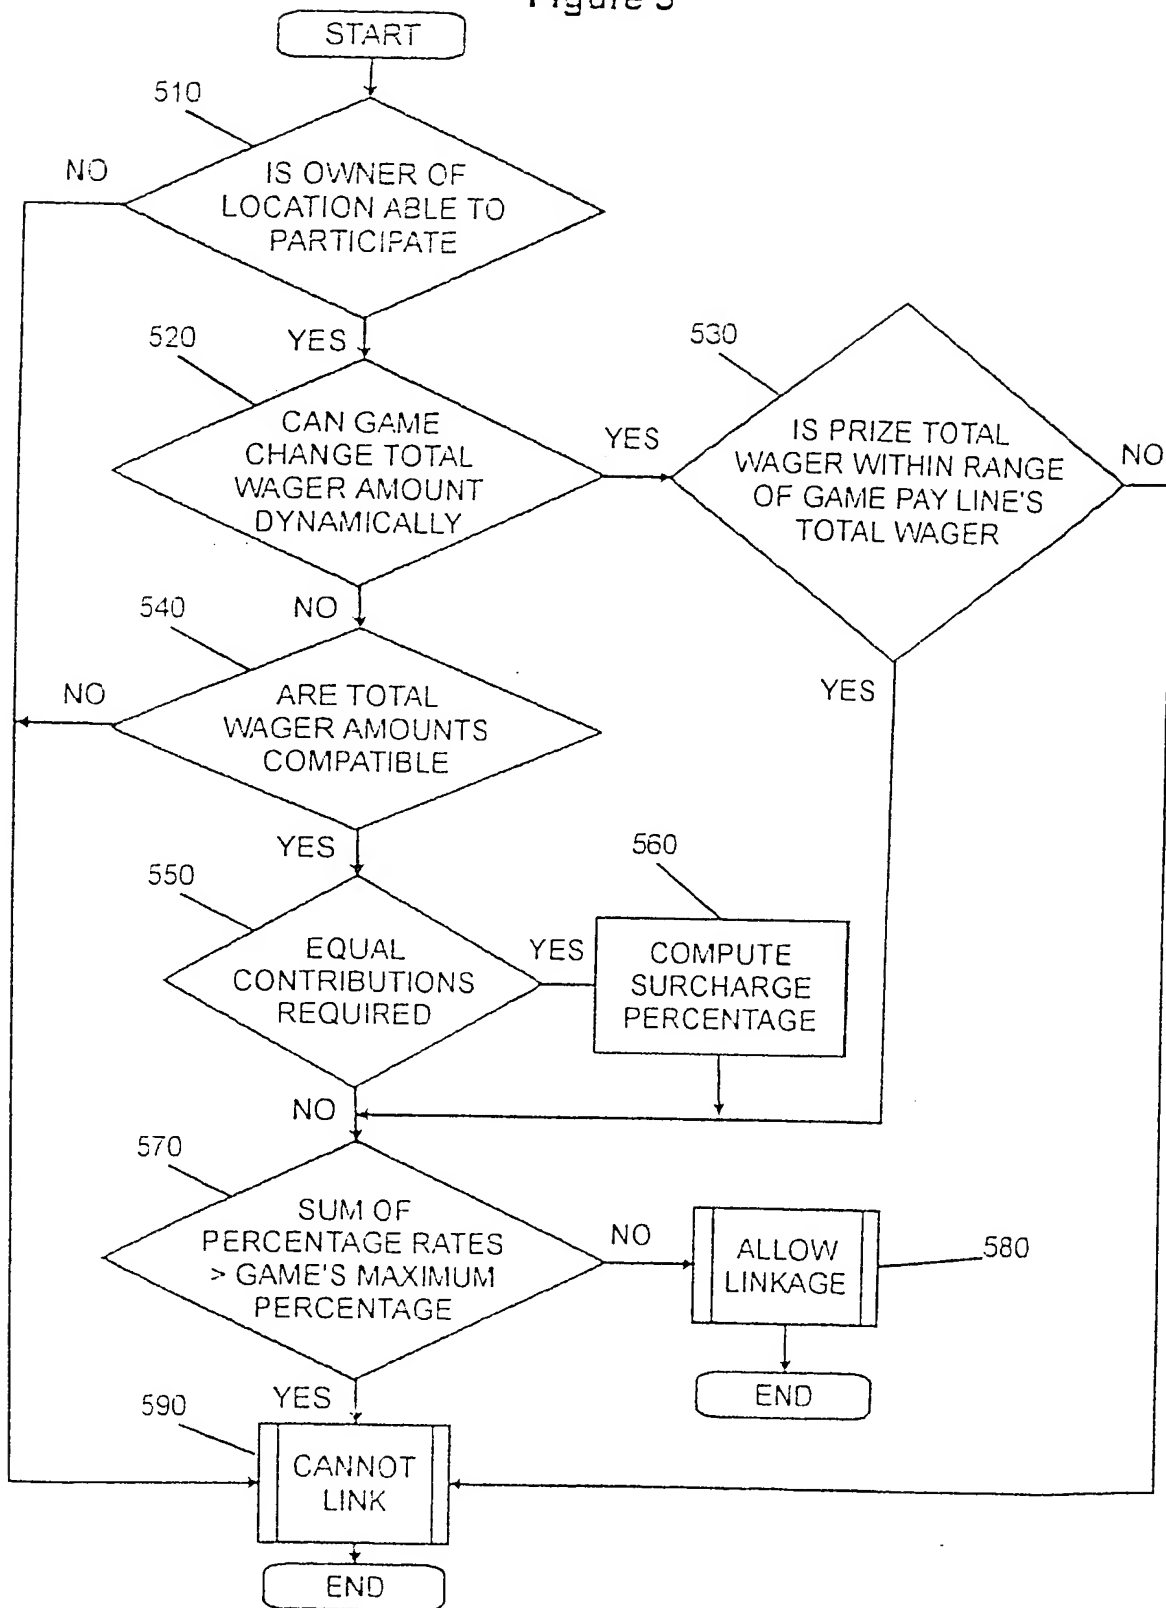 Figure 5
START
510
NO
IS OWNER OF
LOCATION ABLE TO
PARTICIPATE
YES
520
530
CAN GAME
CHANGE TOTAL
WAGER AMOUNT
DYNAMICALLY
YES
IS PRIZE TOTAL
WAGER WITHIN RANGE
OF GAME PAY LINE'S
TOTAL WAGER
NO
NO
540
NO
ARE TOTAL
WAGER AMOUNTS
COMPATIBLE
YES
YES
550
560
EQUAL
CONTRIBUTIONS
REQUIRED
YES
COMPUTE
SURCHARGE
PERCENTAGE
NO
570
SUM OF
PERCENTAGE RATES
> GAME'S MAXIMUM
PERCENTAGE
NO
ALLOW
LINKAGE
580
END
YES
590
CANNOT
LINK
END